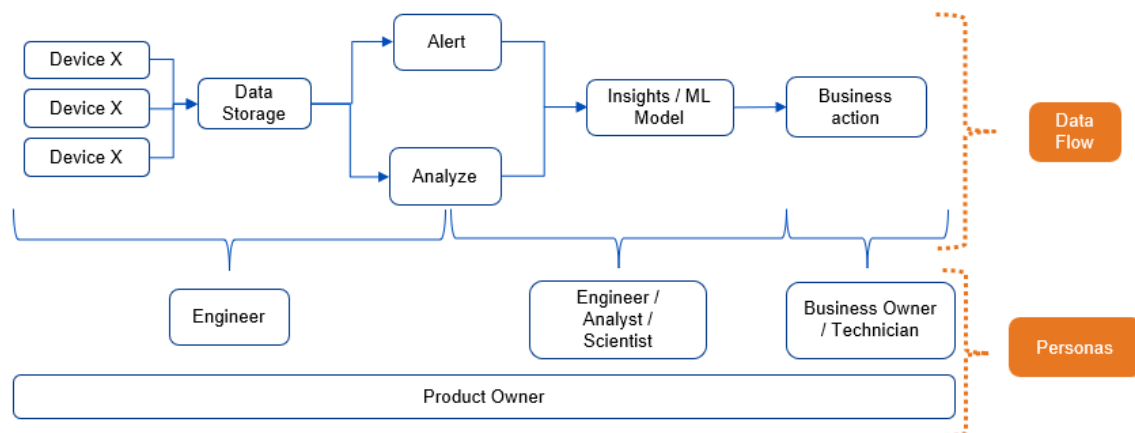 Device X
Device X
Device X
Data
Storage
Alert
Analyze
Insights / ML
Model
Business
action
Data
Flow
Engineer
Engineer /
Analyst /
Scientist
Business Owner
/ Technician
Personas
Product Owner